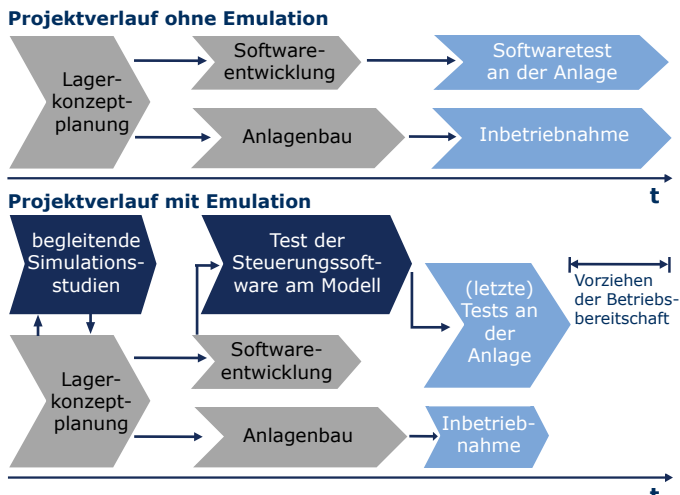 Projektverlauf ohne Emulation
Lager-
konzept-
planung
Software-
entwicklung
Softwaretest
an der Anlage
Anlagenbau
Inbetriebnahme
t
Projektverlauf mit Emulation
begleitende
Simulations-
studien
Test der
Steuerungssoft-
ware am Modell
(letzte)
Tests an
der
Anlage
Vorziehen
der Betriebs-
bereitschaft
Lager-
konzept-
planung
Software-
entwicklung
Anlagenbau
Inbetrieb-
nahme
t